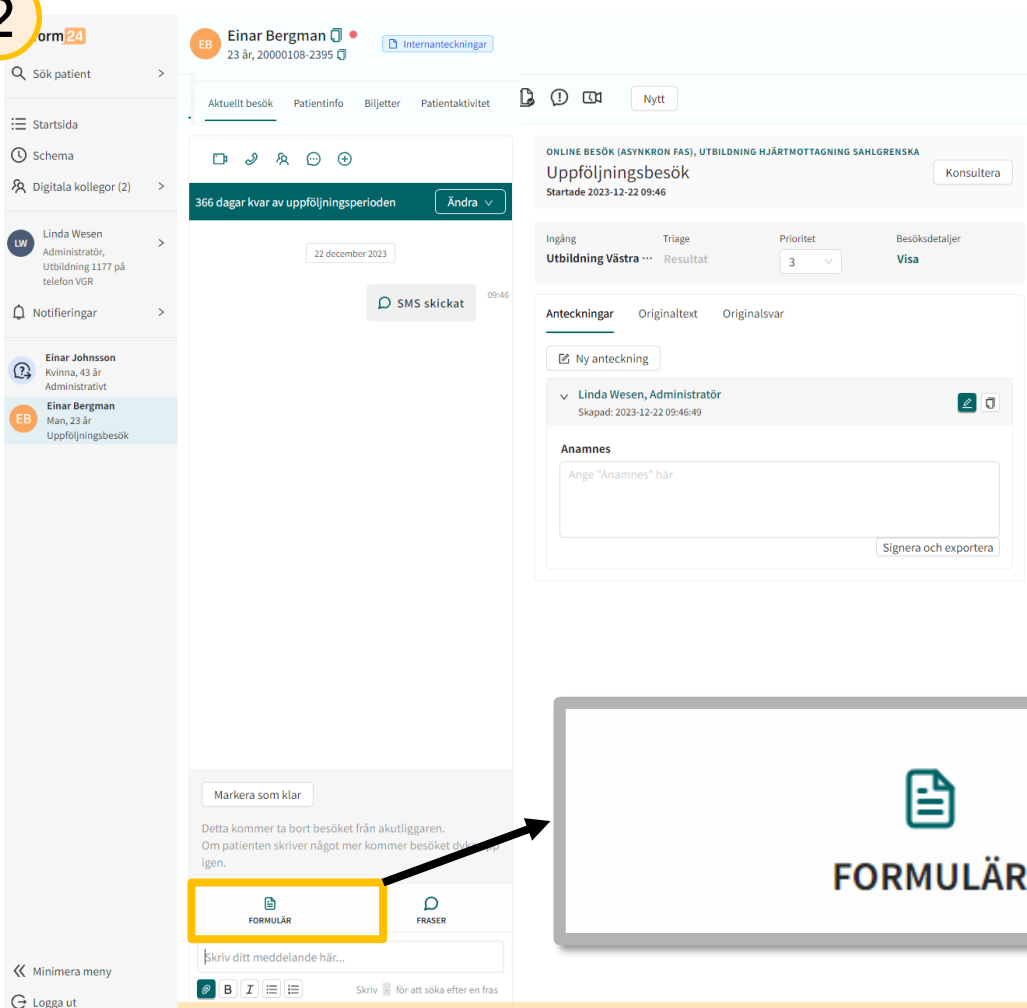 2
orm24
Sök patient
Startsida
Schema
Digitala kollegor (2)
LW
Linda Wesen
Administratör,
Utbildning 1177 på
telefon VGR
Notifieringar
Einar Johnsson
Kvinna, 43 år
Administrativt
EB
Einar Bergman
Man, 23 år
Uppföljningsbesök
Minimera meny
Logga ut
EB
Einar Bergman
23 år, 20000108-2395
Internanteckningar
Aktuellt besök Patientinfo Biljetter Patientaktivitet
Nytt
366 dagar kvar av uppföljningsperioden Ändra
22 december 2023
SMS skickat 09:46
Markera som klar
Detta kommer ta bort besöket från akutliggaren.
Om patienten skriver något mer kommer besöket dyka upp
igen.
FORMULÄR FRASER
Skriv ditt meddelande här...
B I Skriv - för att söka efter en fras
ONLINE BESÖK (ASYNKRON FAS), UTBILDNING HJÄRTMOTTAGNING SAHLGRENSKA
Uppföljningsbesök
Startade 2023-12-22 09:46
Konsultera
Ingång Triage Prioritet Besöksdetaljer
Utbildning Västra ··· Resultat 3 Visa
Anteckningar Originaltext Originalsvar
Ny anteckning
Linda Wesen, Administratör
Skapad: 2023-12-22 09:46:49
Anamnes
Ange "Anamnes" här
Signera och exportera
FORMULÄR